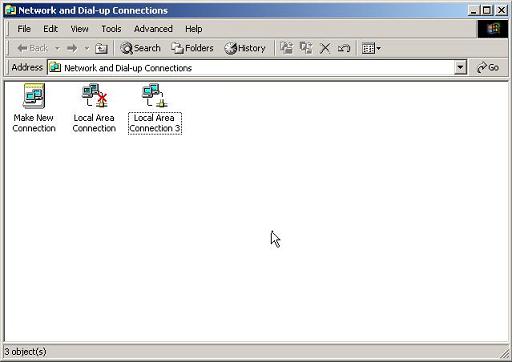 Network and Dial-up Connections
File Edit View Tools Advanced Help
Back Search Folders History
Address Network and Dial-up Connections Go
Make New Connection
Local Area Connection
Local Area Connection 3
3 object(s)